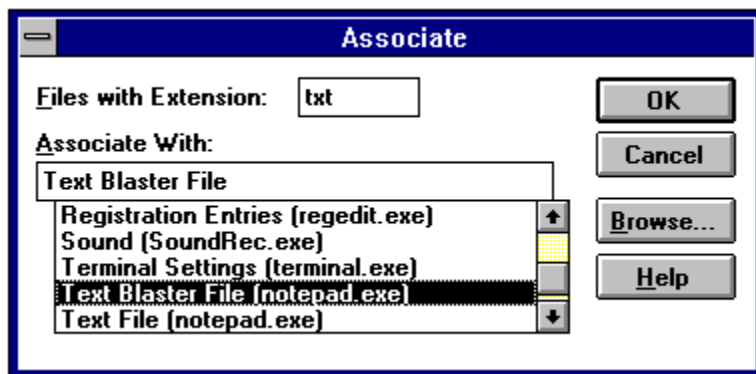 Associate
Files with Extension: txt
OK
Associate With:
Cancel
Text Blaster File
Registration Entries (regedit.exe)
Browse...
Sound (SoundRec.exe)
Terminal Settings (terminal.exe)
Help
Text Blaster File (notepad.exe)
Text File (notepad.exe)